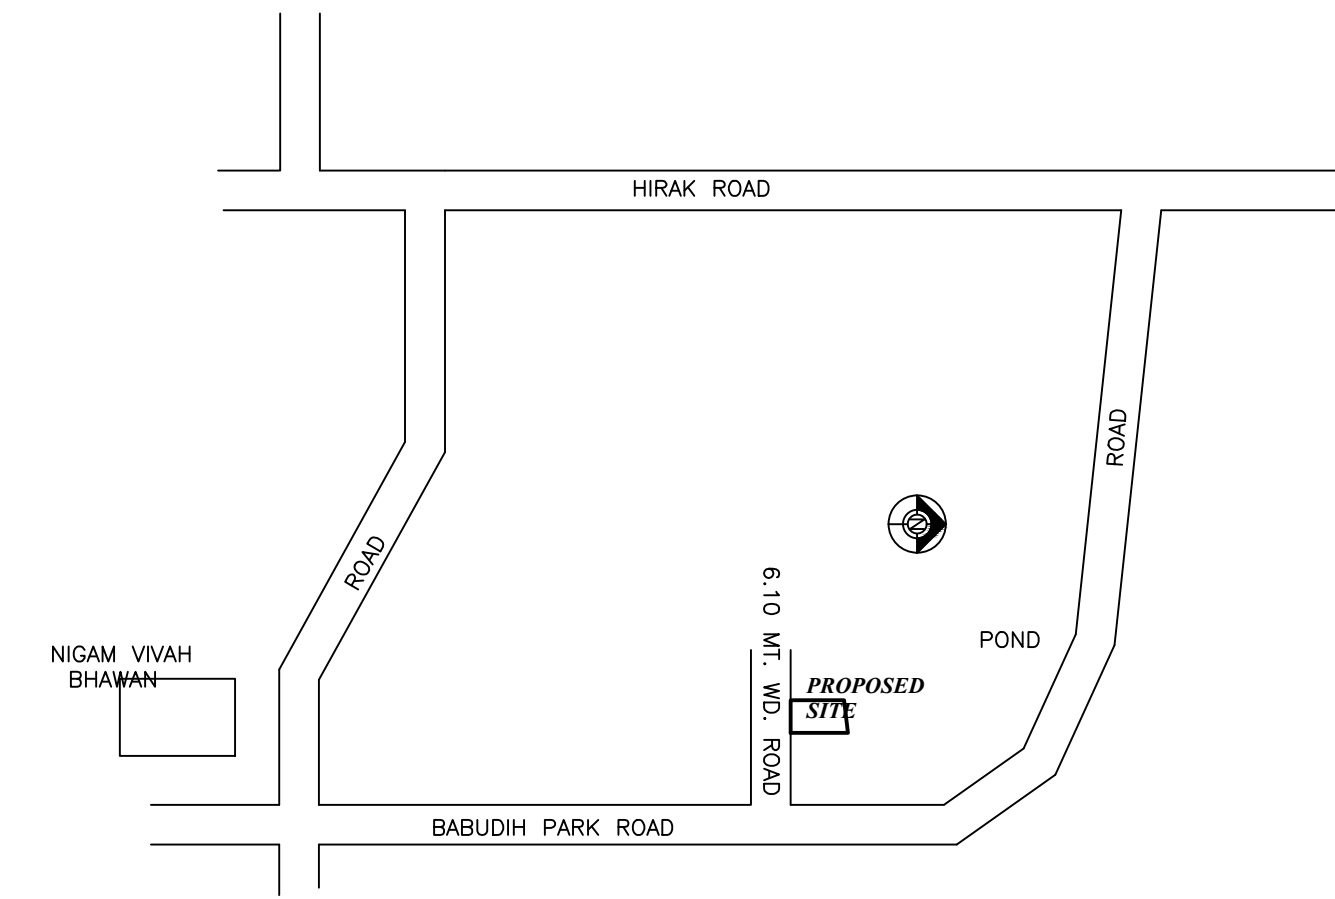 HIRAK ROAD
ROAD
N
ROAD
6.10 MT. WD. ROAD
POND
NIGAM VIVAH
BHAWAN
PROPOSED
SITE
BABUDIH PARK ROAD